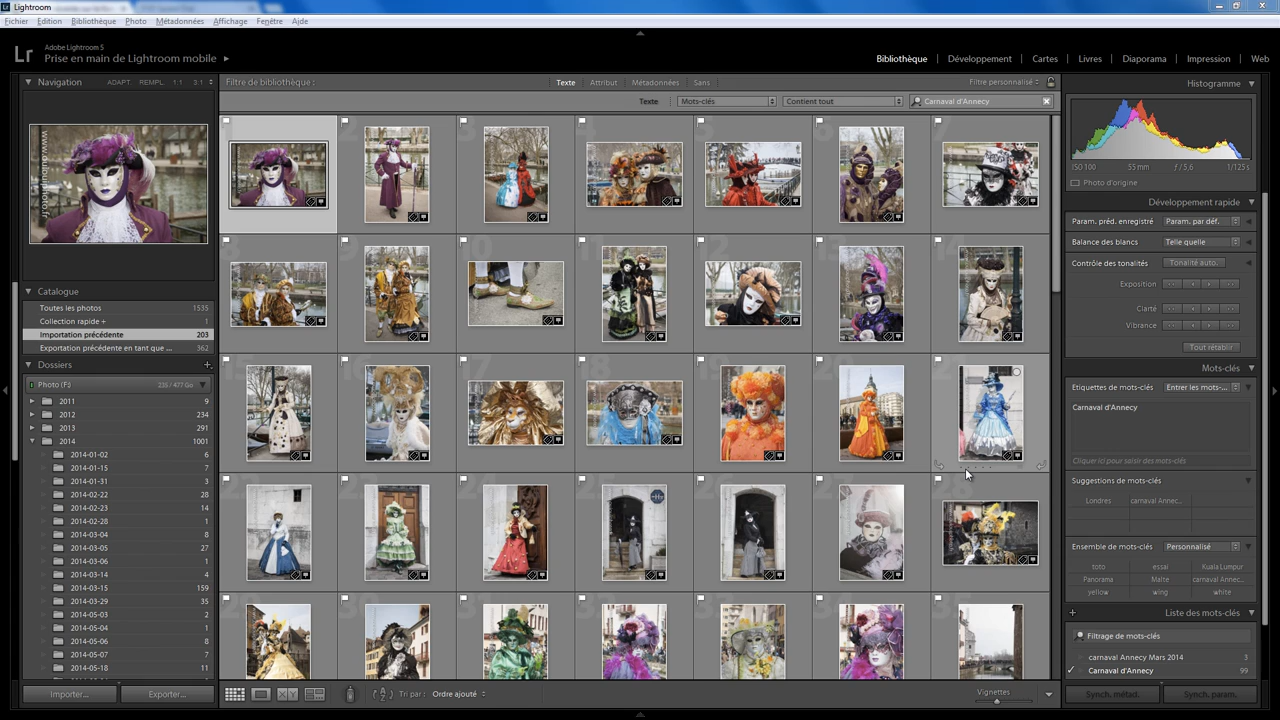 Lightroom
Fichier Edition Bibliothèque Photo Métadonnées Affichage Fenêtre Aide
Lr
Adobe Lightroom 5
Prise en main de Lightroom mobile
Bibliothèque Développement Cartes Livres Diaporama Impression Web
Navigation ADAPT. REMPL. 1:1 3:1
Filtre de bibliothèque :
Texte Attribut Métadonnées Sans
Filtre personnalisé
Histogramme
Texte Mots-clés Contient tout Carnaval d'Annecy
ISO 100 55 mm ƒ / 5,6 1/125 s
Photo d'origine
Développement rapide
Param. préd. enregistré Param. par déf.
Balance des blancs Telle quelle
Contrôle des tonalités Tonalité auto.
Exposition
Clarté
Vibrance
Tout rétablir
Catalogue
Toutes les photos 1535
Collection rapide + 1
Importation précédente 203
Exportation précédente en tant que ... 362
Dossiers
Photo (F:) 226 / 477 Go
2011 9
2012 234
2013 291
2014 1001
2014-01-02 6
2014-01-15 7
2014-01-31 3
2014-02-22 28
2014-02-23 14
2014-02-28 1
2014-03-04 8
2014-03-05 27
2014-03-06 1
2014-03-14 4
2014-03-15 159
2014-03-29 35
2014-05-03 2
2014-05-04 1
2014-05-06 8
2014-05-07 1
2014-05-18 11
Mots-clés
Etiquettes de mots-clés Entrer les mots-...
Carnaval d'Annecy
Cliquer ici pour saisir des mots-clés
Suggestions de mots-clés
Londres carnaval Annec...
Ensemble de mots-clés Personnalisé
toto essai Kuala Lumpur
Panorama Malte carnaval Annec...
yellow wing white
Liste des mots-clés
Filtrage de mots-clés
carnaval Annecy Mars 2014 3
Carnaval d'Annecy 99
Importer... Exporter...
Tri par : Ordre ajouté
Vignettes
Synch. métad. Synch. param.